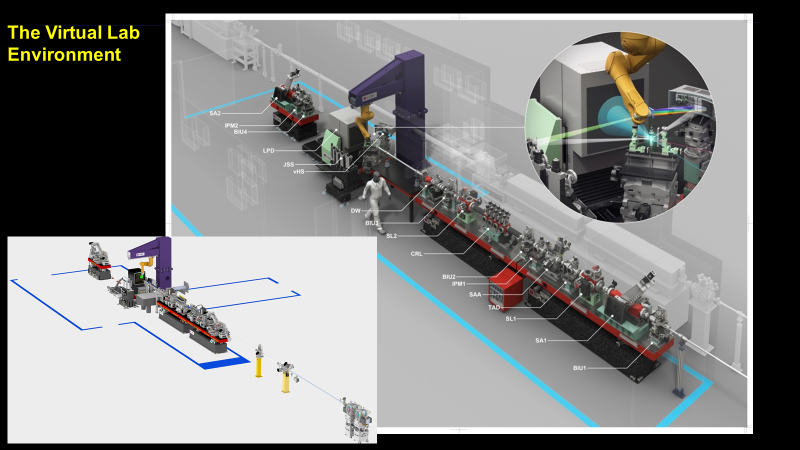 The Virtual Lab
Environment
SA2
IPM2
BIU4
LPD
JSS
vHS
DW
BIU3
SL2
CRL
BIU2
IPM1
SAA
TAD
SL1
SA1
BIU1